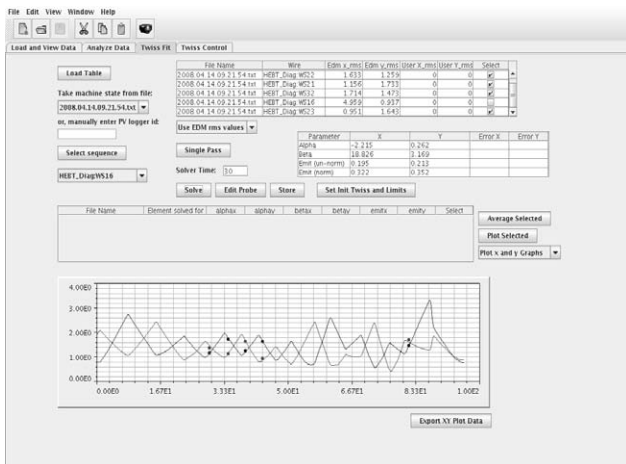 File Edit View Window Help
Load and View Data Analyze Data Twiss Fit Twiss Control
Load Table
Take machine state from file:
2008.04.14.09.21.54.txt
or, manually enter PV logger id:
Select sequence
HEBT_Diag:WS16
File Name Wire Edm x_rms Edm y_rms User X_rms User Y_rms Select
2008.04.14.09.21.54.txt HEBT_Diag:WS22 1.633 1.259 0 0
2008.04.14.09.21.54.txt HEBT_Diag:WS21 1.156 1.733 0 0
2008.04.14.09.21.54.txt HEBT_Diag:WS32 1.714 1.473 0 0
2008.04.14.09.21.54.txt HEBT_Diag:WS16 4.959 0.937 0 0
2008.04.14.09.21.54.txt HEBT_Diag:WS23 0.951 1.643 0 0
Use EDM rms values
Single Pass
Solver Time: 10
Parameter X Y Error X Error Y
Alpha -2.215 0.262
Beta 18.826 3.169
Emit (un-norm) 0.195 0.213
Emit (norm) 0.322 0.352
Solve Edit Probe Store Set Init Twiss and Limits
File Name Element solved for alphax alphay betax betay emitx emity Select
Average Selected
Plot Selected
Plot x and y Graphs
4.00E0
3.00E0
2.00E0
1.00E0
0.00E0
0.00E0 1.67E1 3.33E1 5.00E1 6.67E1 8.33E1 1.00E2
Export XY Plot Data